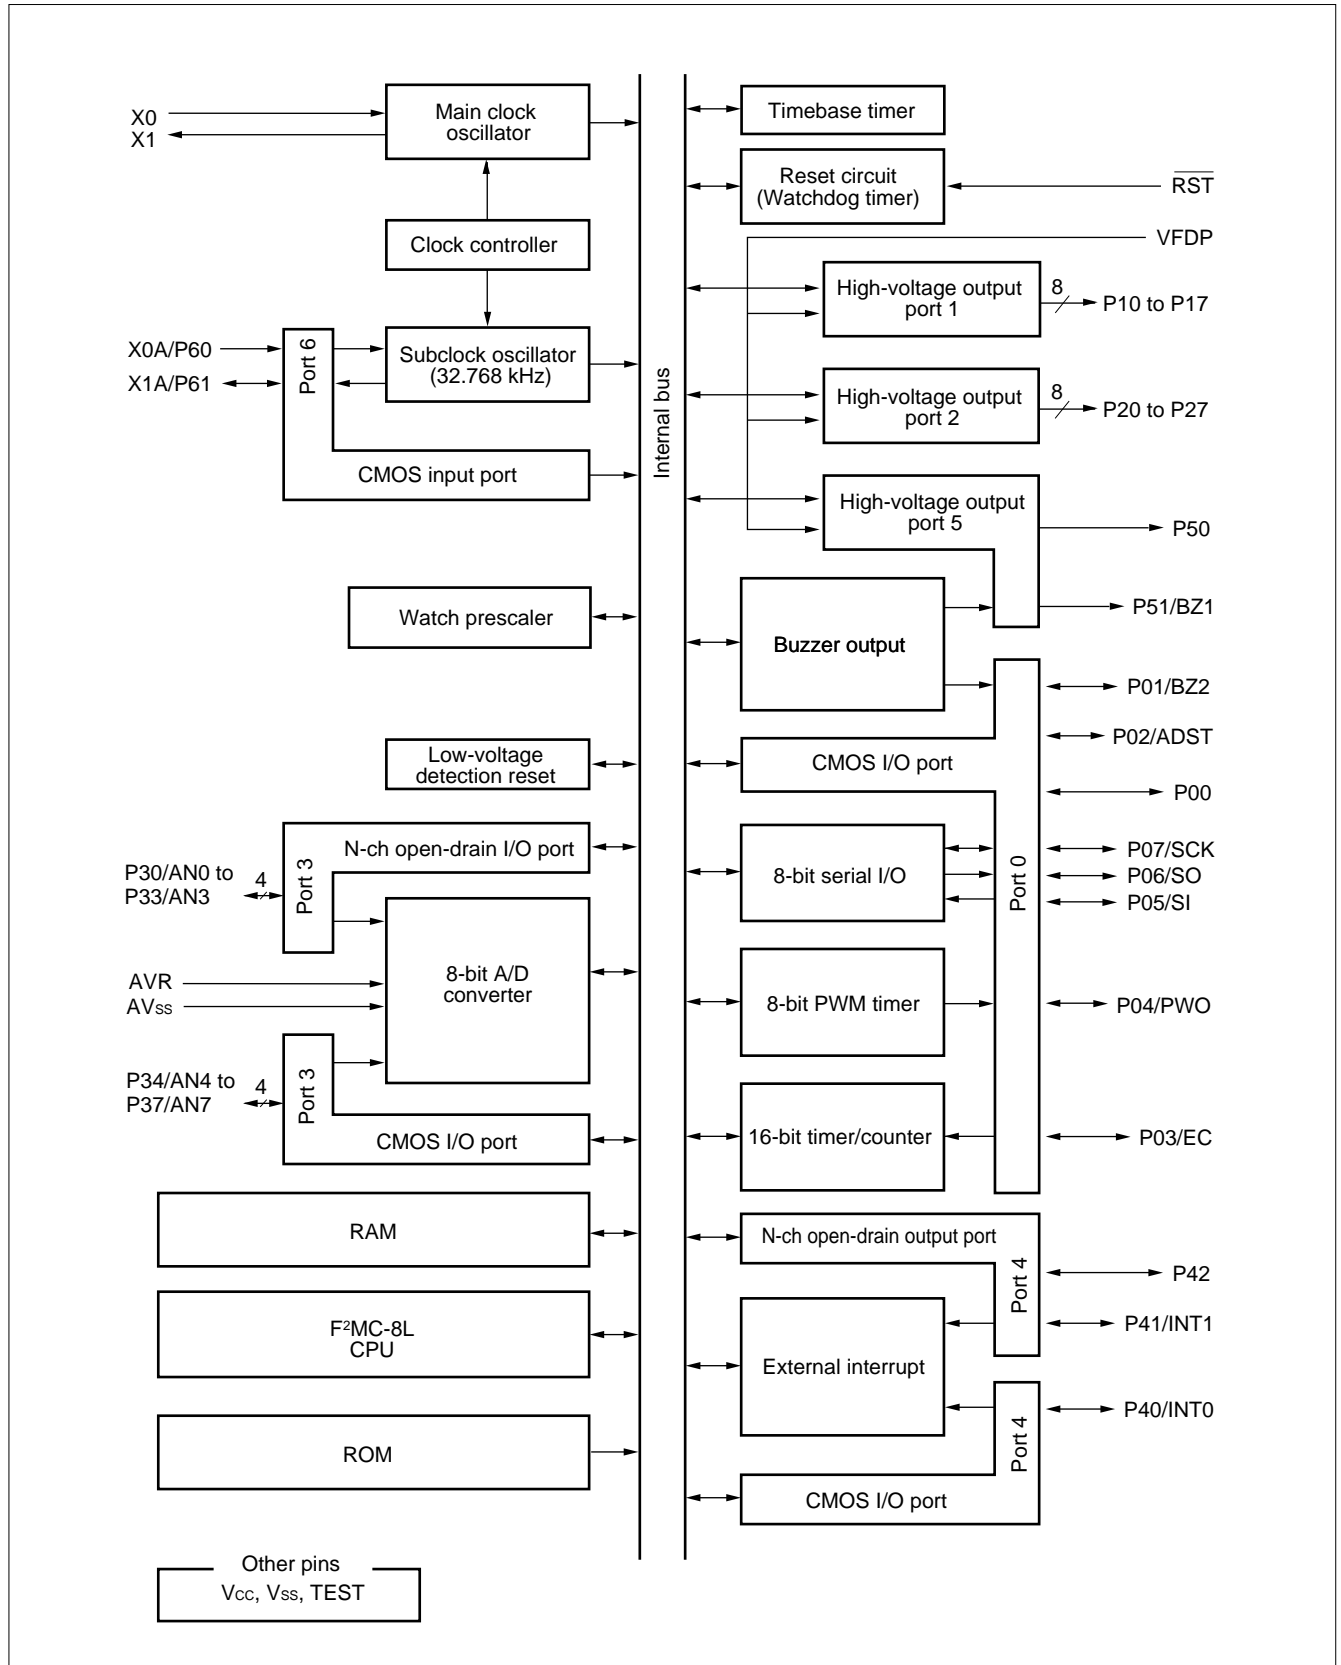 X0
X1
Main clock
oscillator
Clock controller
X0A/P60
X1A/P61
Port 6
Subclock oscillator
(32.768 kHz)
CMOS input port
Watch prescaler
Low-voltage
detection reset
N-ch open-drain I/O port
P30/AN0 to
P33/AN3
4
Port 3
8-bit A/D
converter
AVR
AVss
P34/AN4 to
P37/AN7
4
Port 3
CMOS I/O port
RAM
F²MC-8L
CPU
ROM
Other pins
Vcc, Vss, TEST
Internal bus
Timebase timer
Reset circuit
(Watchdog timer)
RST
VFDP
High-voltage output
port 1
8
P10 to P17
High-voltage output
port 2
8
P20 to P27
High-voltage output
port 5
P50
P51/BZ1
Buzzer output
P01/BZ2
P02/ADST
CMOS I/O port
P00
8-bit serial I/O
Port 0
P07/SCK
P06/SO
P05/SI
8-bit PWM timer
P04/PWO
16-bit timer/counter
P03/EC
N-ch open-drain output port
Port 4
P42
P41/INT1
External interrupt
P40/INT0
Port 4
CMOS I/O port